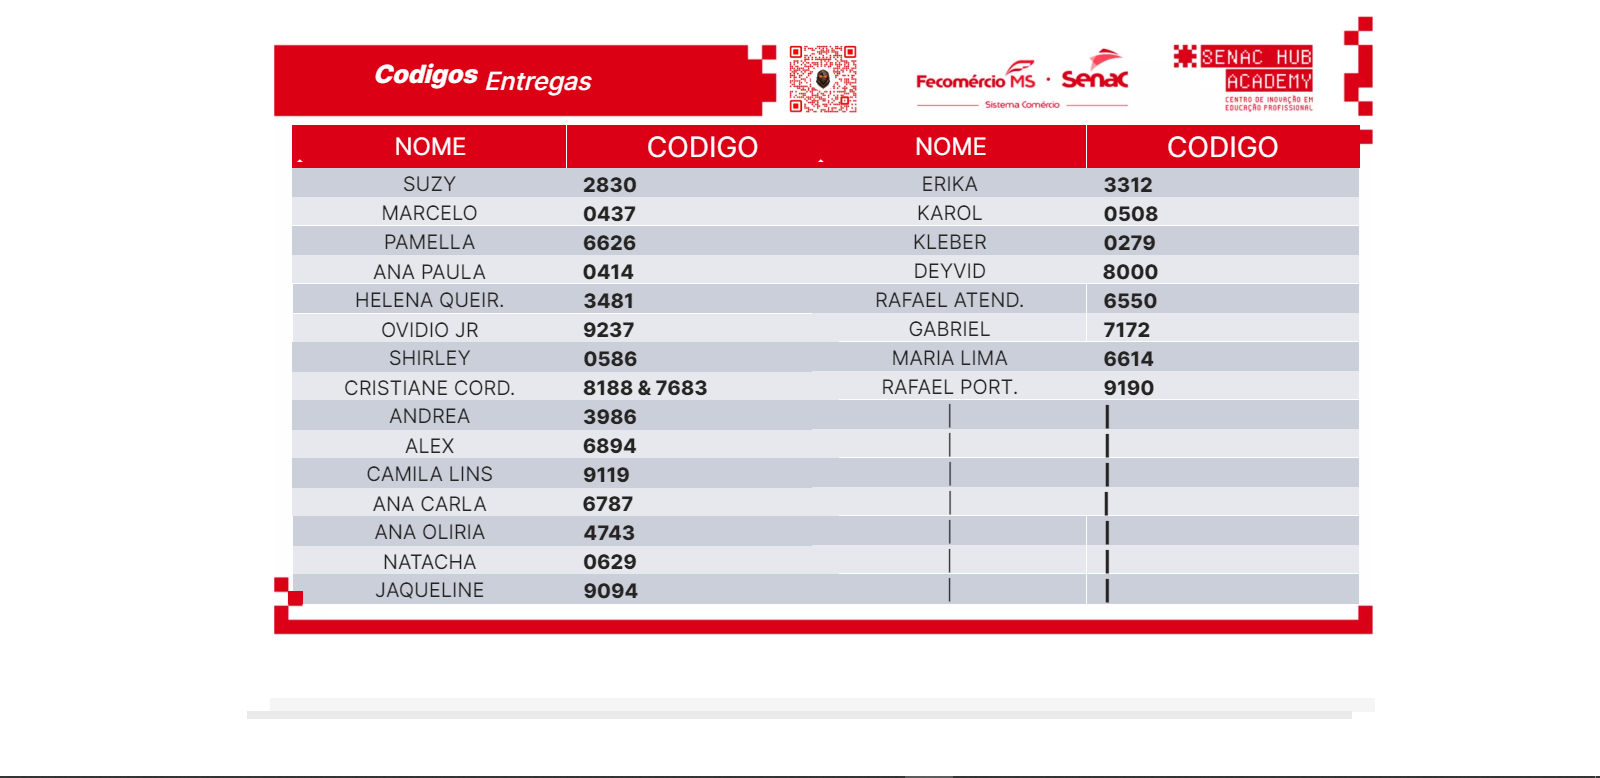 Codigos Entregas
Fecomércio MS · Senac
Sistema Comércio
SENAC HUB
ACADEMY
CENTRO DE INOVAÇÃO EM
EDUCAÇÃO PROFISSIONAL
NOME CODIGO NOME CODIGO
SUZY 2830 ERIKA 3312
MARCELO 0437 KAROL 0508
PAMELLA 6626 KLEBER 0279
ANA PAULA 0414 DEYVID 8000
HELENA QUEIR. 3481 RAFAEL ATEND. 6550
OVIDIO JR 9237 GABRIEL 7172
SHIRLEY 0586 MARIA LIMA 6614
CRISTIANE CORD. 8188 & 7683 RAFAEL PORT. 9190
ANDREA 3986 | |
ALEX 6894 | |
CAMILA LINS 9119 | |
ANA CARLA 6787 | |
ANA OLIRIA 4743 | |
NATACHA 0629 | |
JAQUELINE 9094 | |